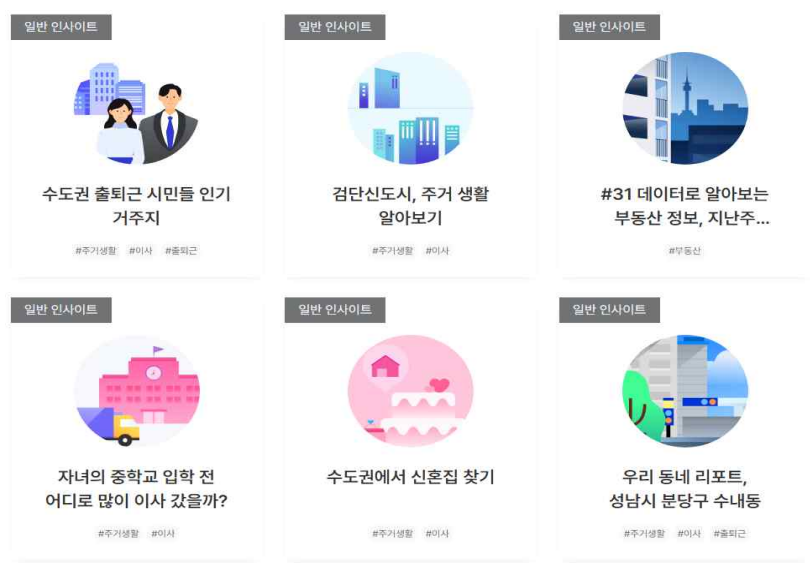 일반 인사이트
수도권 출퇴근 시민들 인기
거주지
#주거생활 #이사 #출퇴근
일반 인사이트
검단신도시, 주거 생활
알아보기
#주거생활 #이사
일반 인사이트
#31 데이터로 알아보는
부동산 정보, 지난주...
#부동산
일반 인사이트
자녀의 중학교 입학 전
어디로 많이 이사 갔을까?
#주거생활 #이사
일반 인사이트
수도권에서 신혼집 찾기
#주거생활 #이사
일반 인사이트
우리 동네 리포트,
성남시 분당구 수내동
#주거생활 #이사 #출퇴근